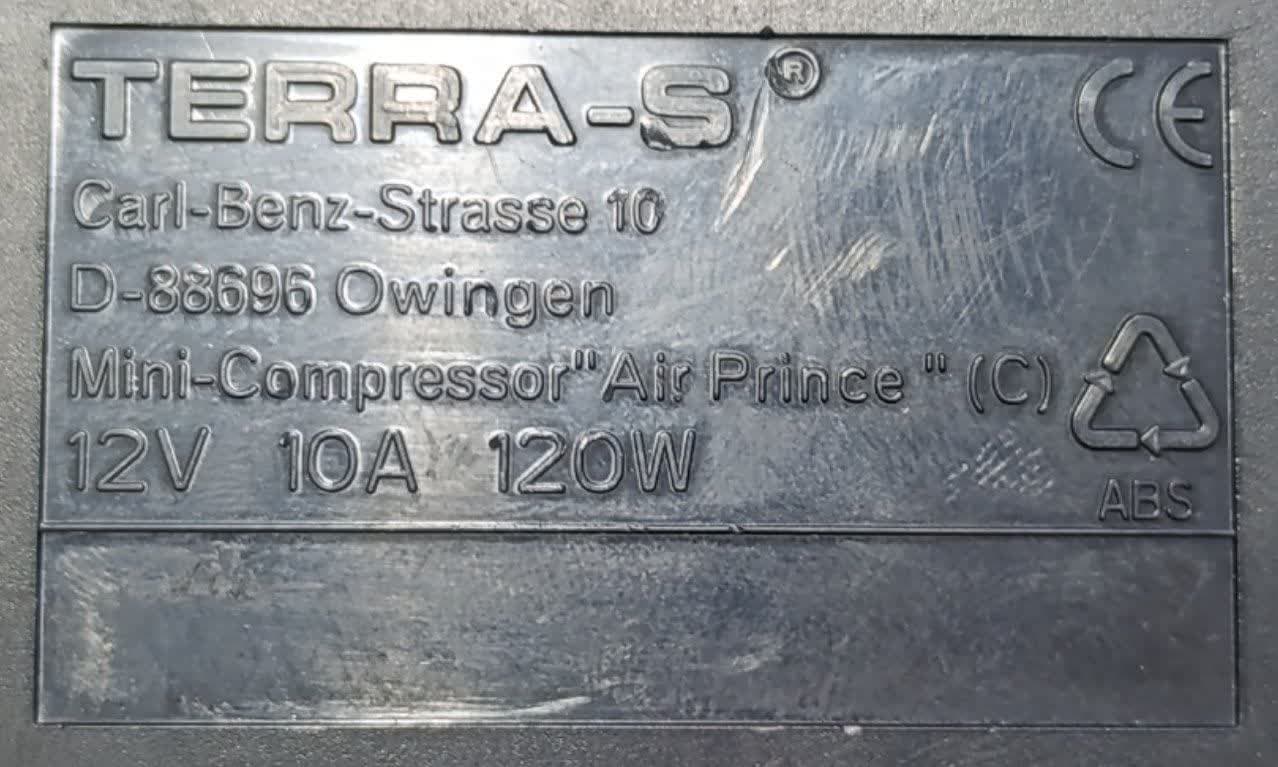 TERRA-S®
CE
Carl-Benz-Strasse 10
D-88696 Owingen
Mini-Compressor "Air Prince " (C)
12V 10A 120W
ABS